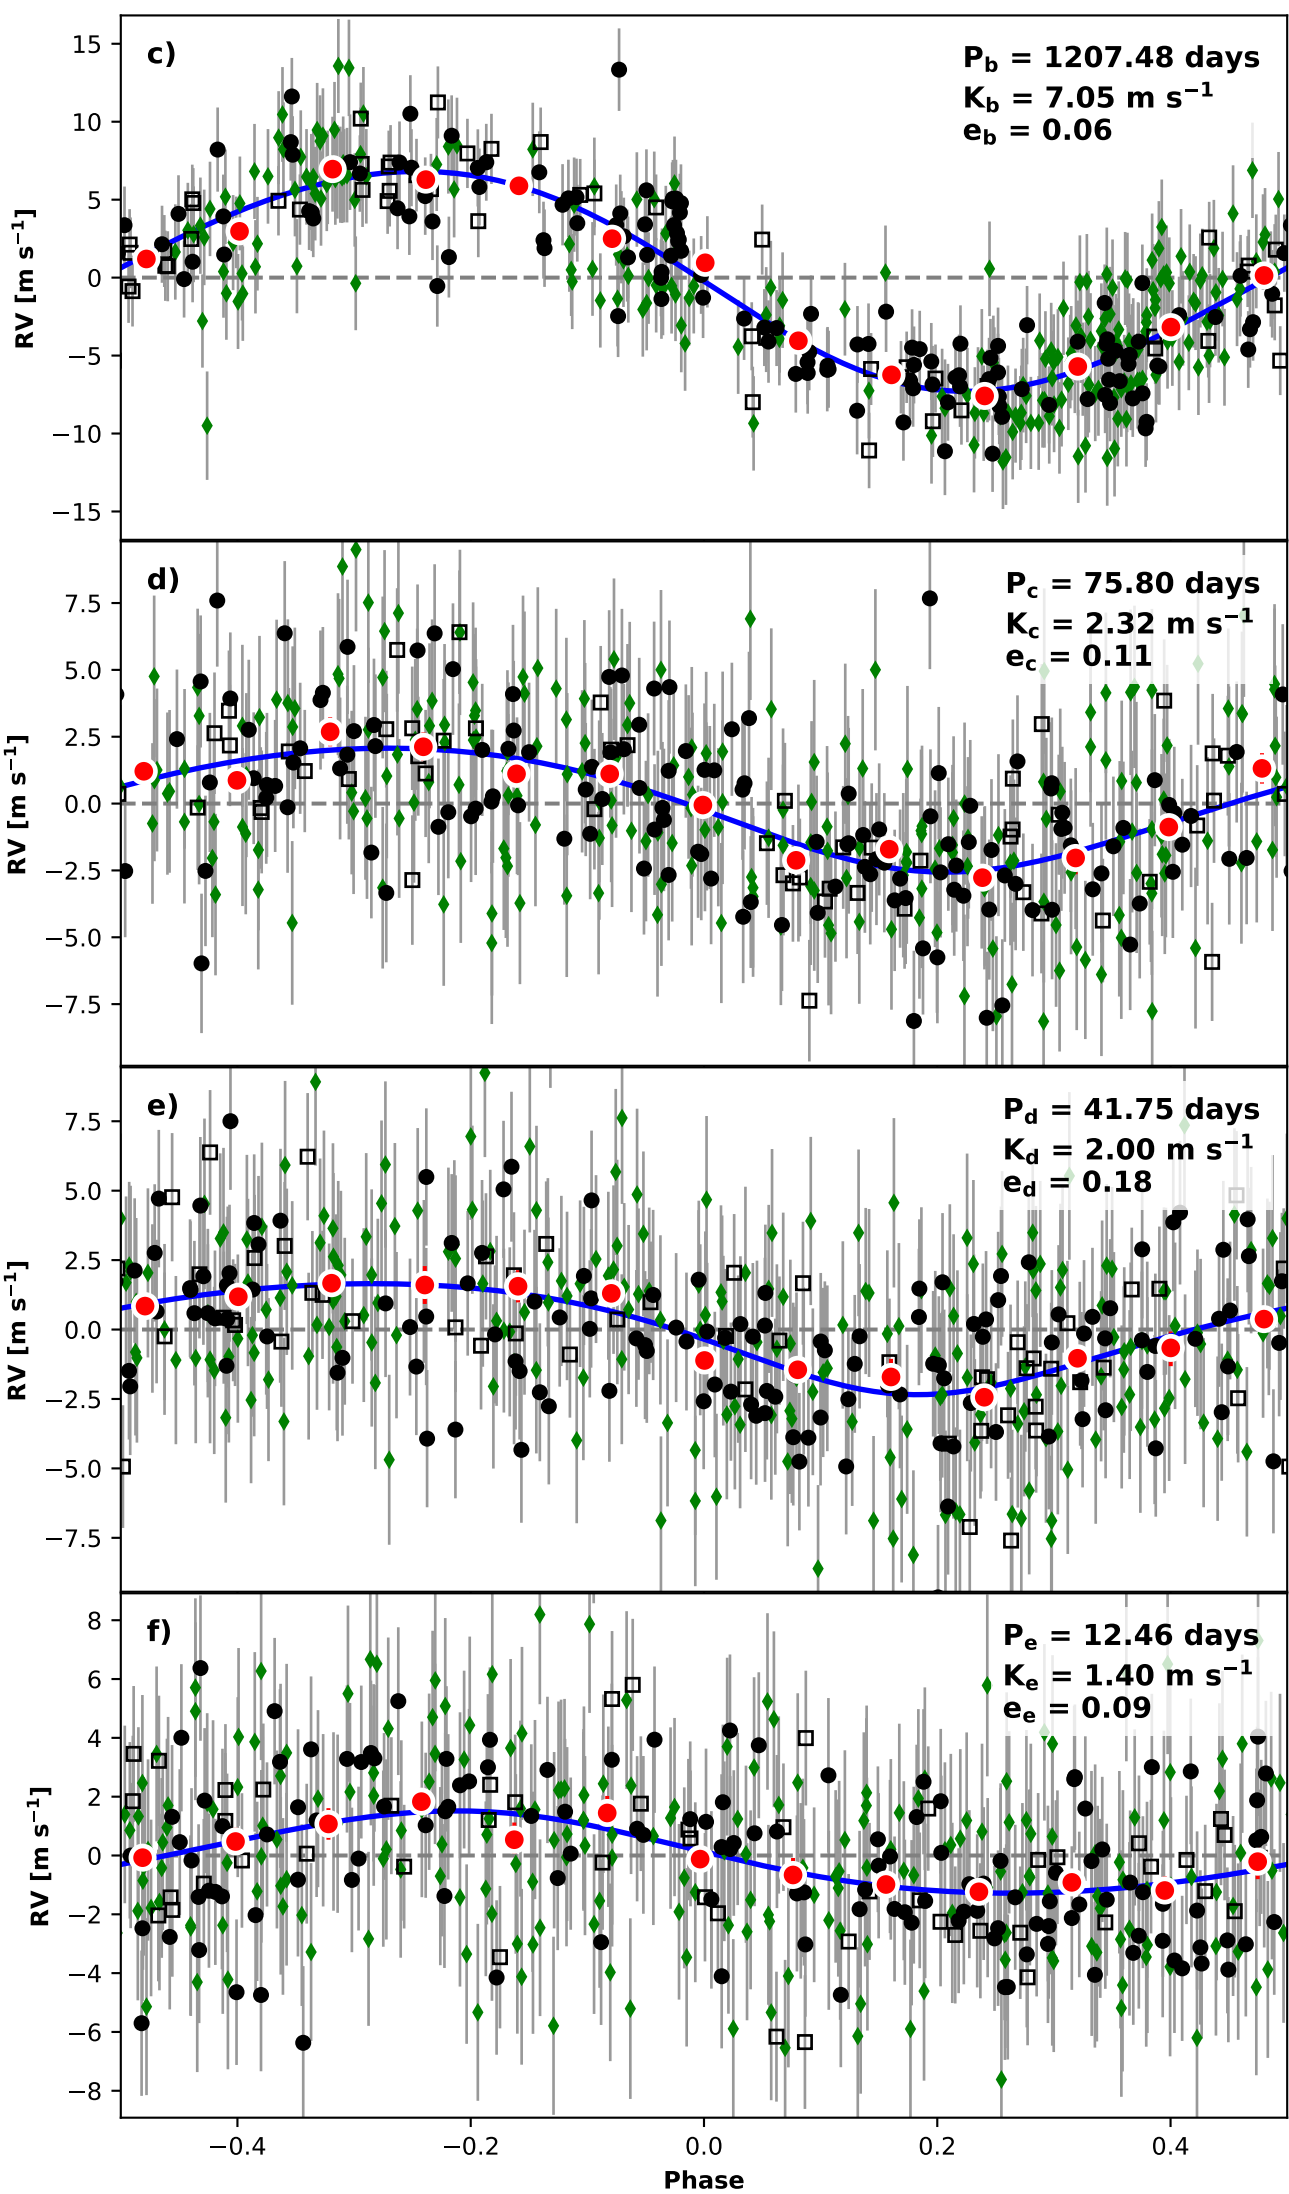 c)
P_b = 1207.48 days
K_b = 7.05 m s⁻¹
e_b = 0.06
15
10
5
0
−5
−10
−15
RV [m s⁻¹]
d)
P_c = 75.80 days
K_c = 2.32 m s⁻¹
e_c = 0.11
7.5
5.0
2.5
0.0
−2.5
−5.0
−7.5
RV [m s⁻¹]
e)
P_d = 41.75 days
K_d = 2.00 m s⁻¹
e_d = 0.18
7.5
5.0
2.5
0.0
−2.5
−5.0
−7.5
RV [m s⁻¹]
f)
P_e = 12.46 days
K_e = 1.40 m s⁻¹
e_e = 0.09
8
6
4
2
0
−2
−4
−6
−8
RV [m s⁻¹]
−0.4 −0.2 0.0 0.2 0.4
Phase